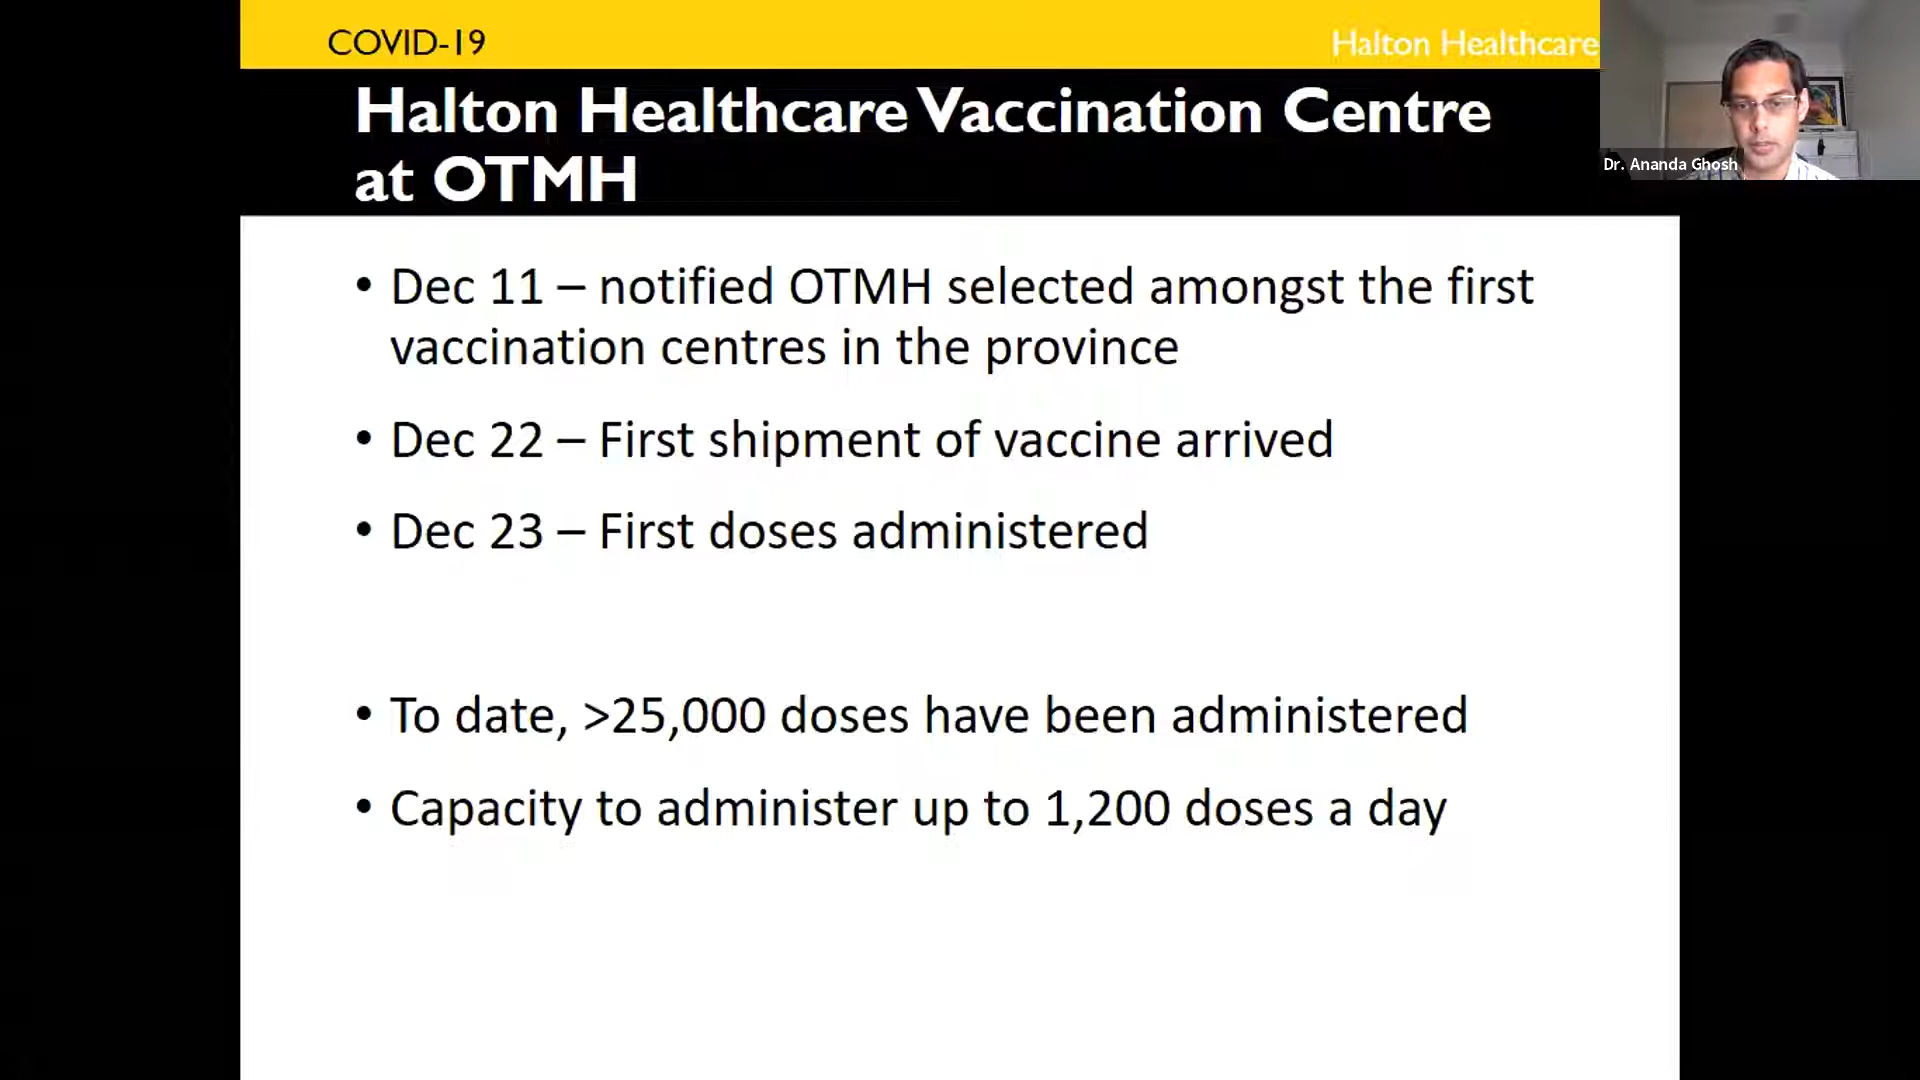 COVID-19
Halton Healthcare
Halton Healthcare Vaccination Centre
at OTMH
Dr. Ananda Ghosh
• Dec 11 – notified OTMH selected amongst the first
vaccination centres in the province
• Dec 22 – First shipment of vaccine arrived
• Dec 23 – First doses administered
• To date, >25,000 doses have been administered
• Capacity to administer up to 1,200 doses a day